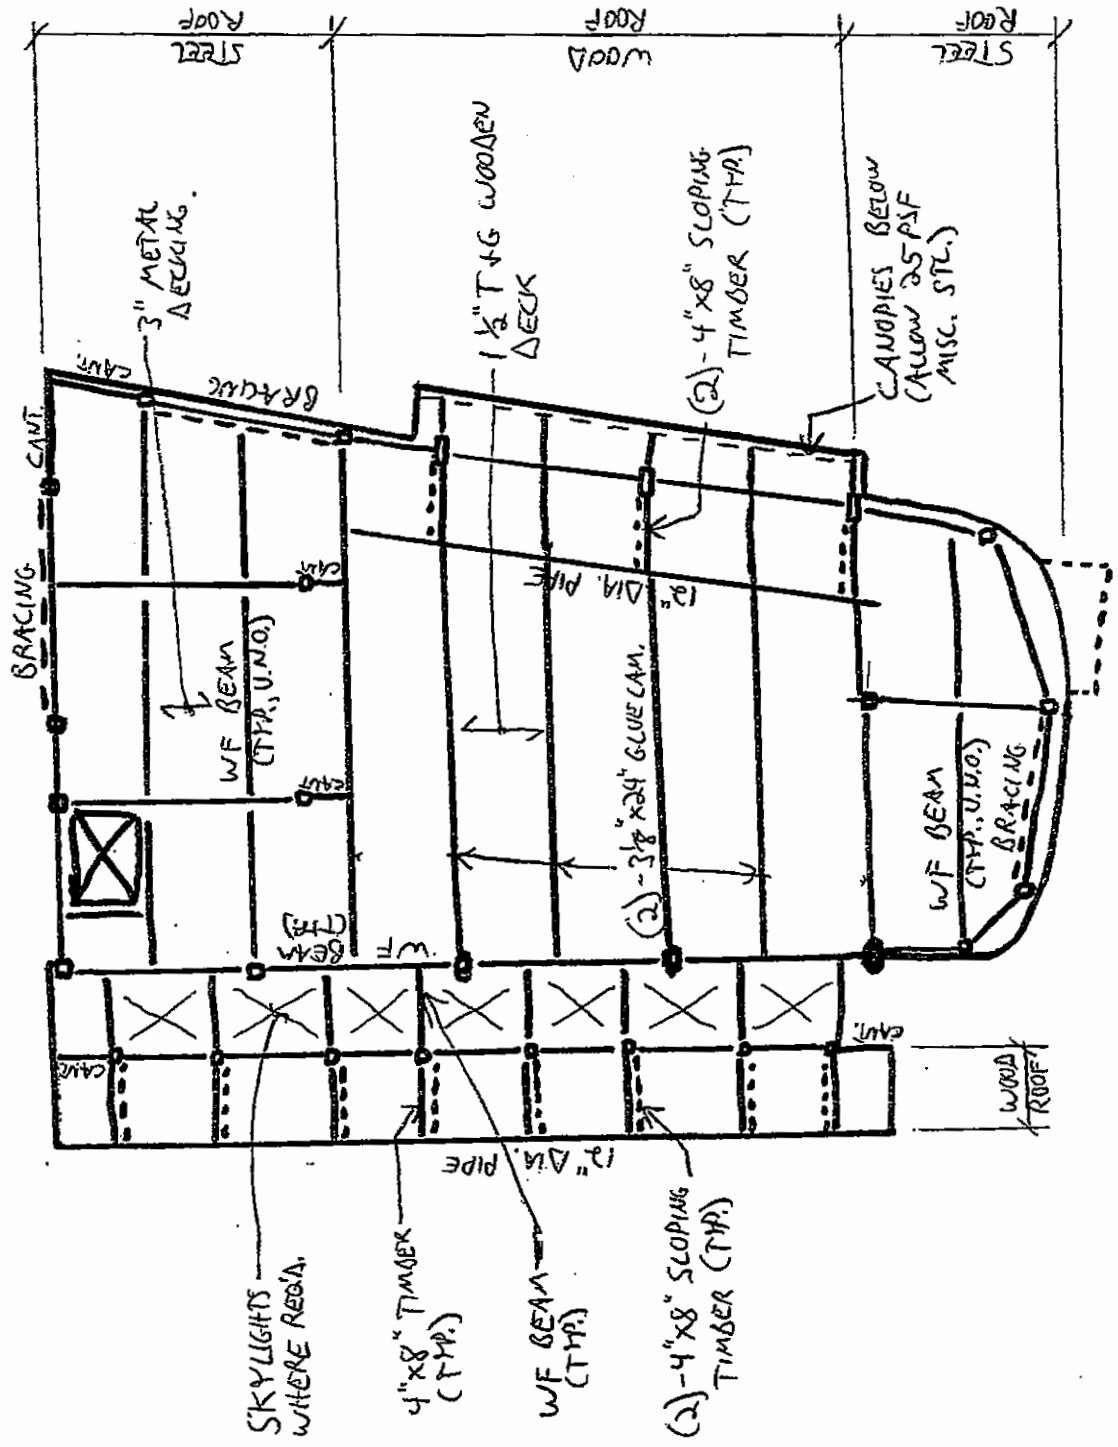 STEEL
ROOF
WOOD
ROOF
STEEL
ROOF
3" METAL
DECKING.
1 1/2" T+G WOODEN
DECK
(2)-4"x8" SLOPING
TIMBER (TYP.)
CANOPIES BELOW
(ALLOW 25 PSF
MISC. STL.)
CANT.
BRACING
CANT.
BRACING
CANT.
CANT.
WF BEAM
(TYP., U.N.O.)
12" DIA. PIPE
(2)-3 1/8"x24" GLUELAM.
WF BEAM
(TYP., U.N.O.)
BRACING
WF
BEAM
(TYP.)
CANT.
CANT.
WOOD
ROOF
12" DIA. PIPE
SKYLIGHTS
WHERE REQ'D.
4"x8" TIMBER
(TYP.)
WF BEAM
(TYP.)
(2)-4"x8" SLOPING
TIMBER (TYP.)